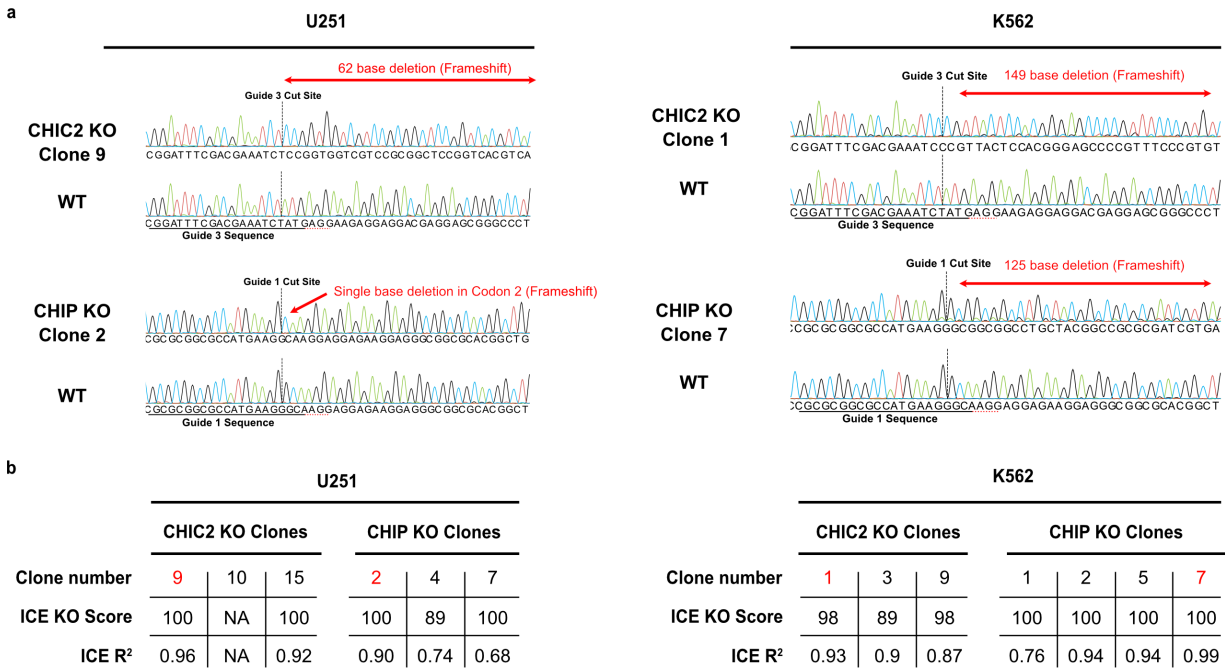 a
U251
62 base deletion (Frameshift)
Guide 3 Cut Site
CHIC2 KO
Clone 9
CGGATTTCGACGAAATCTCCGGTGGTCGTCCGCGGCTCCGGTCACGTCA
WT
CGGATTTCGACGAAATCTATGAGGAAGAGGAGGACGAGGAGCGGGCCCT
Guide 3 Sequence
Guide 1 Cut Site
Single base deletion in Codon 2 (Frameshift)
CHIP KO
Clone 2
CGCGCGGCGCCATGAAGGCAAGGAGGAGAAGGAGGGCGGCGCACGGCTG
WT
CGCGCGGCGCCATGAAGGGCAAGGAGGAGAAGGAGGGCGGCGCACGGCT
Guide 1 Sequence
K562
Guide 3 Cut Site
149 base deletion (Frameshift)
CHIC2 KO
Clone 1
CGGATTTCGACGAAATCCCGTTACTCCACGGGAGCCCCGTTTCCCGTGT
WT
CGGATTTCGACGAAATCTATGAGGAAGAGGAGGACGAGGAGCGGGCCCT
Guide 3 Sequence
Guide 1 Cut Site
125 base deletion (Frameshift)
CHIP KO
Clone 7
CCGCGCGGCGCCATGAAGGGCGGCGGCCTGCTACGGCCGCGCGATCGTGA
WT
CCGCGCGGCGCCATGAAGGGCAAGGAGGAGAAGGAGGGCGGCGCACGGCT
Guide 1 Sequence
b
U251
CHIC2 KO Clones CHIP KO Clones
Clone number 9 10 15 2 4 7
ICE KO Score 100 NA 100 100 89 100
ICE R² 0.96 NA 0.92 0.90 0.74 0.68
K562
CHIC2 KO Clones CHIP KO Clones
Clone number 1 3 9 1 2 5 7
ICE KO Score 98 89 98 100 100 100 100
ICE R² 0.93 0.9 0.87 0.76 0.94 0.94 0.99